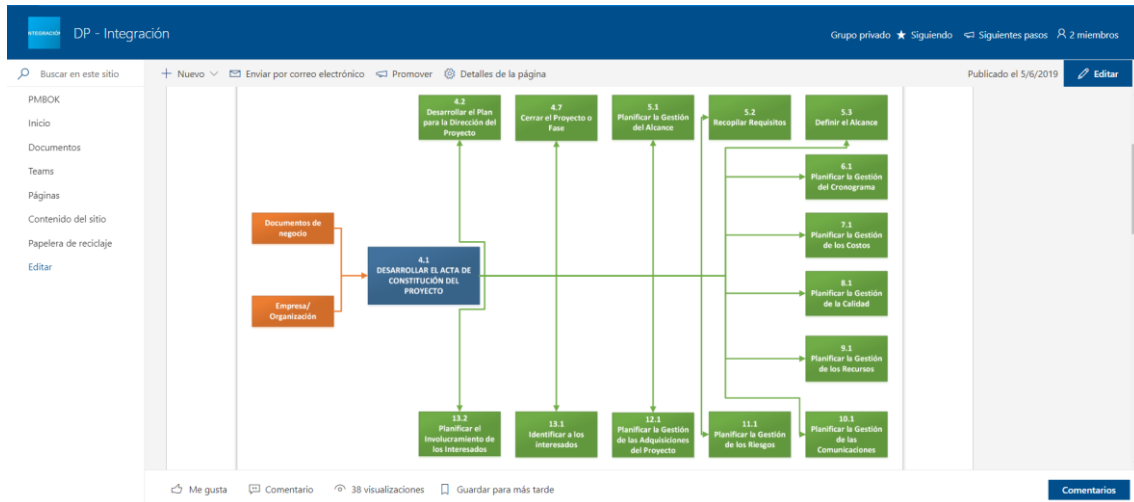 INTEGRACIÓN
DP - Integración
Grupo privado ★ Siguiendo Siguientes pasos 2 miembros
Buscar en este sitio
+ Nuevo Enviar por correo electrónico Promover Detalles de la página
Publicado el 5/6/2019 Editar
PMBOK
Inicio
Documentos
Teams
Páginas
Contenido del sitio
Papelera de reciclaje
Editar
4.2
Desarrollar el Plan
para la Dirección del
Proyecto
4.7
Cerrar el Proyecto o
Fase
5.1
Planificar la Gestión
del Alcance
5.2
Recopilar Requisitos
5.3
Definir el Alcance
6.1
Planificar la Gestión
del Cronograma
Documentos de
negocio
7.1
Planificar la Gestión
de los Costos
4.1
DESARROLLAR EL ACTA DE
CONSTITUCIÓN DEL
PROYECTO
8.1
Planificar la Gestión
de la Calidad
Empresa/
Organización
9.1
Planificar la Gestión
de los Recursos
13.2
Planificar el
Involucramiento de
los Interesados
13.1
Identificar a los
interesados
12.1
Planificar la Gestión
de las Adquisiciones
del Proyecto
11.1
Planificar la Gestión
de los Riesgos
10.1
Planificar la Gestión
de las
Comunicaciones
Me gusta Comentario 38 visualizaciones Guardar para más tarde
Comentarios